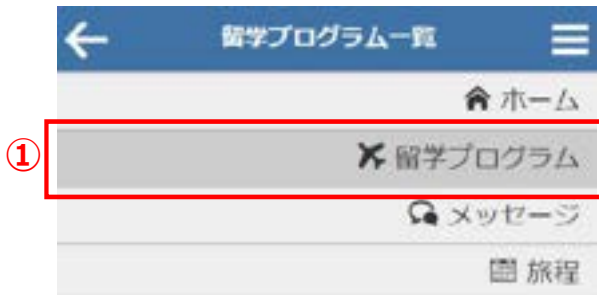 留学プログラム一覧
ホーム
① 留学プログラム
メッセージ
旅程